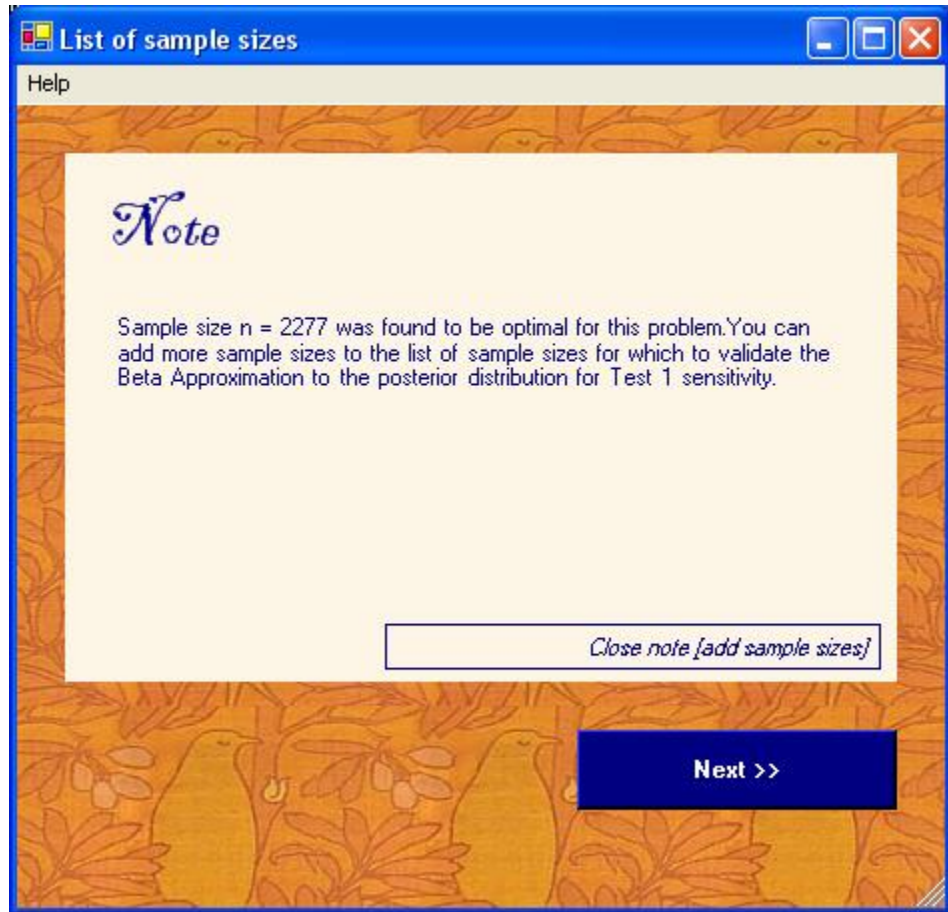 List of sample sizes
Help
Note
Sample size n = 2277 was found to be optimal for this problem.You can
add more sample sizes to the list of sample sizes for which to validate the
Beta Approximation to the posterior distribution for Test 1 sensitivity.
Close note [add sample sizes]
Next >>